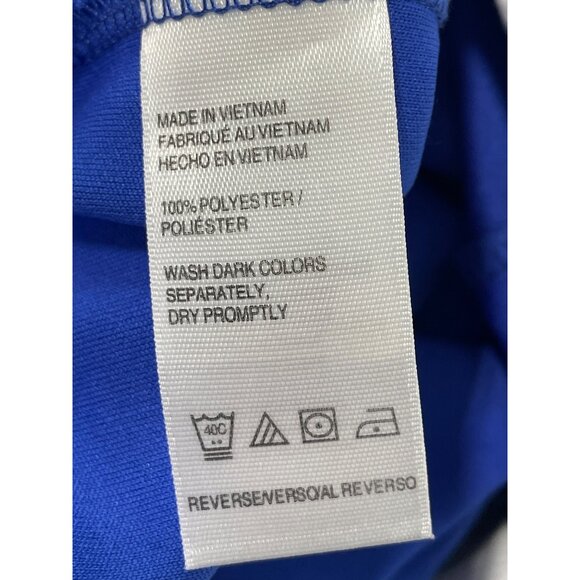 MADE IN VIETNAM
FABRIQUÉ AU VIETNAM
HECHO EN VIETNAM
100% POLYESTER /
POLIÉSTER
WASH DARK COLORS
SEPARATELY,
DRY PROMPTLY
40C
REVERSE/VERSO/AL REVERSO